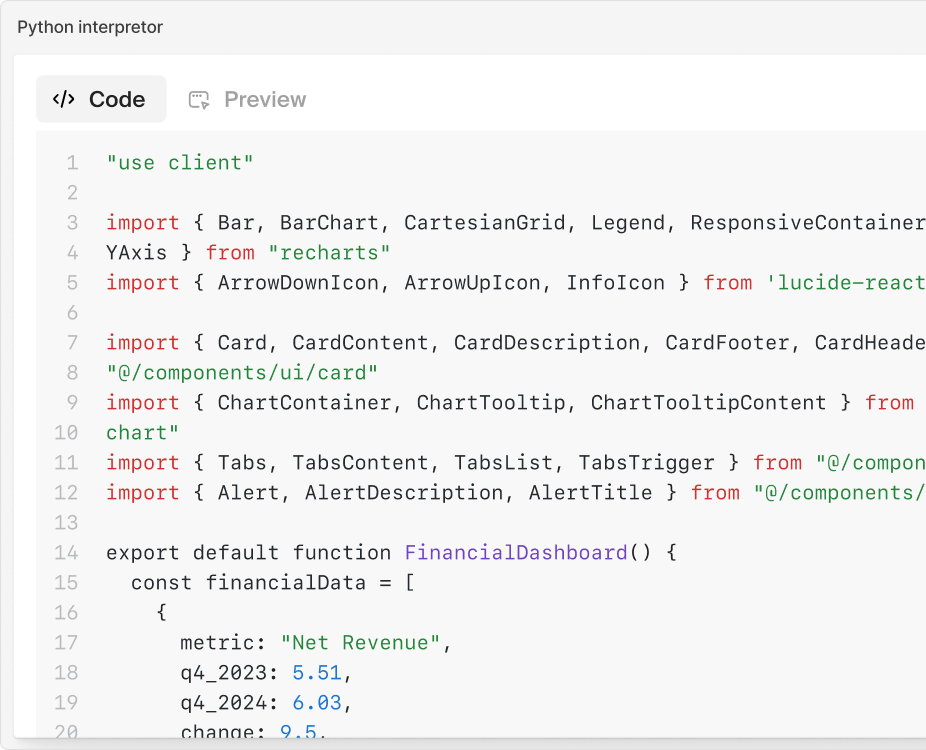 Python interpretor
Code Preview
1 "use client"
2
3 import { Bar, BarChart, CartesianGrid, Legend, ResponsiveContainer
4 YAxis } from "recharts"
5 import { ArrowDownIcon, ArrowUpIcon, InfoIcon } from 'lucide-react
6
7 import { Card, CardContent, CardDescription, CardFooter, CardHeade
8 "@/components/ui/card"
9 import { ChartContainer, ChartTooltip, ChartTooltipContent } from
10 chart"
11 import { Tabs, TabsContent, TabsList, TabsTrigger } from "@/compon
12 import { Alert, AlertDescription, AlertTitle } from "@/components/
13
14 export default function FinancialDashboard() {
15 const financialData = [
16 {
17 metric: "Net Revenue",
18 q4_2023: 5.51,
19 q4_2024: 6.03,
20 change: 9.5,